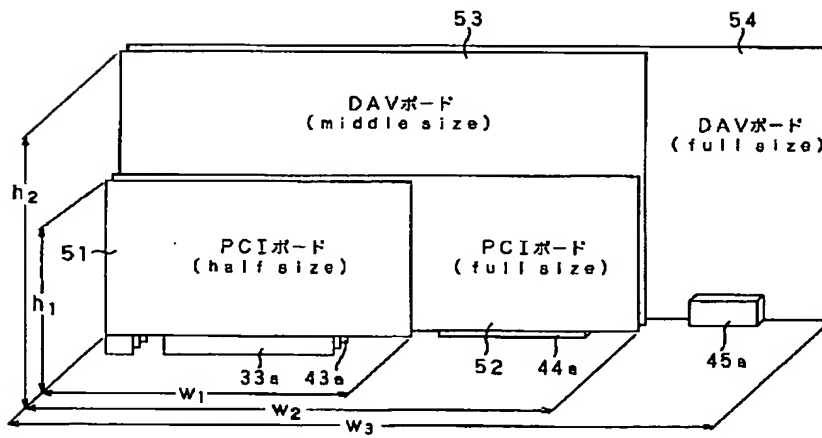 53
54
DAVボード
(middle size)
DAVボード
(full size)
h2
51
PCIボード
(half size)
PCIボード
(full size)
h1
33a
43a
52
44a
45a
W1
W2
W3